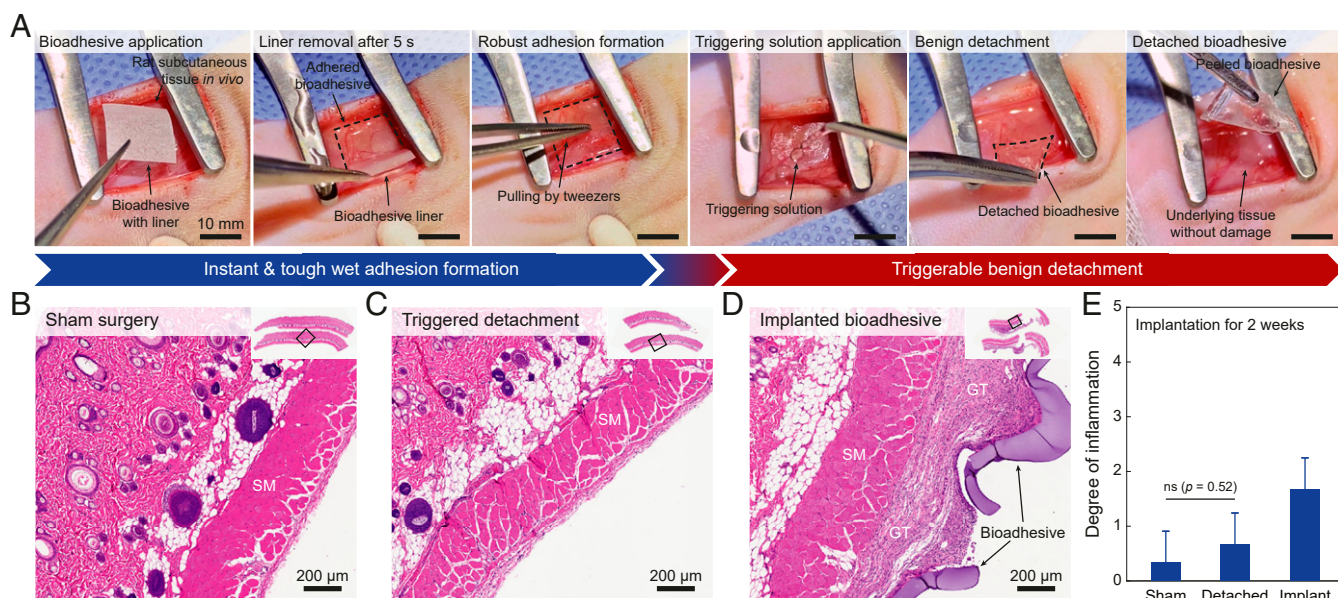 A
Bioadhesive application
Rat subcutaneous
tissue in vivo
Bioadhesive
with liner
10 mm
Liner removal after 5 s
Adhered
bioadhesive
Bioadhesive liner
Robust adhesion formation
Pulling by tweezers
Triggering solution application
Triggering solution
Benign detachment
Detached bioadhesive
Detached bioadhesive
Peeled bioadhesive
Underlying tissue
without damage
Instant & tough wet adhesion formation
Triggerable benign detachment
B
Sham surgery
SM
200 µm
C
Triggered detachment
SM
200 µm
D
Implanted bioadhesive
GT
SM
GT
Bioadhesive
200 µm
E
Implantation for 2 weeks
Degree of inflammation
5
4
3
2
1
0
ns (p = 0.52)
Sham
Detached
Implant